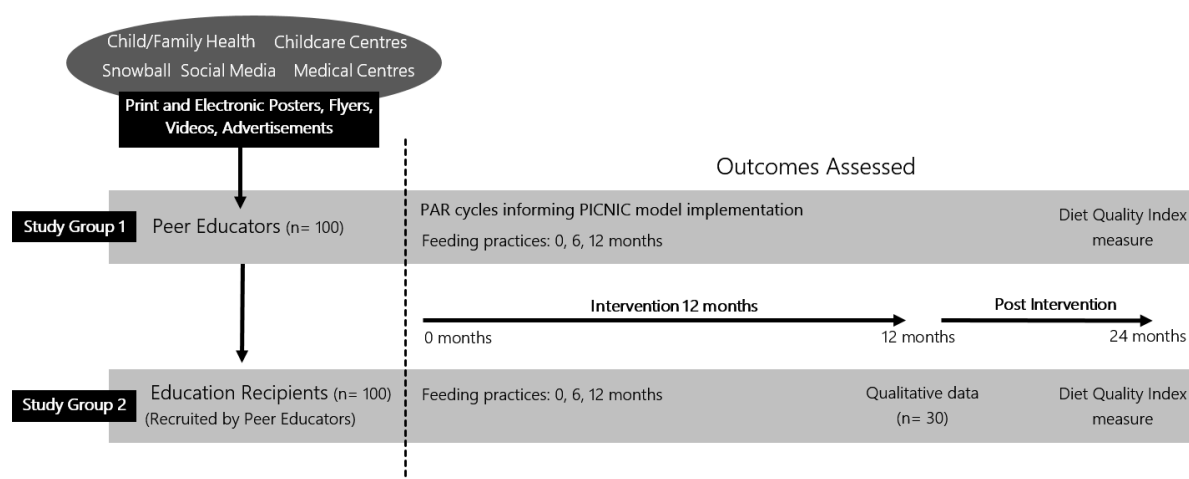 Child/Family Health Childcare Centres
Snowball Social Media Medical Centres
Print and Electronic Posters, Flyers,
Videos, Advertisements
Outcomes Assessed
Study Group 1
Peer Educators (n= 100)
PAR cycles informing PICNIC model implementation
Feeding practices: 0, 6, 12 months
Diet Quality Index
measure
Intervention 12 months
Post Intervention
0 months
12 months
24 months
Study Group 2
Education Recipients (n= 100)
(Recruited by Peer Educators)
Feeding practices: 0, 6, 12 months
Qualitative data
(n= 30)
Diet Quality Index
measure